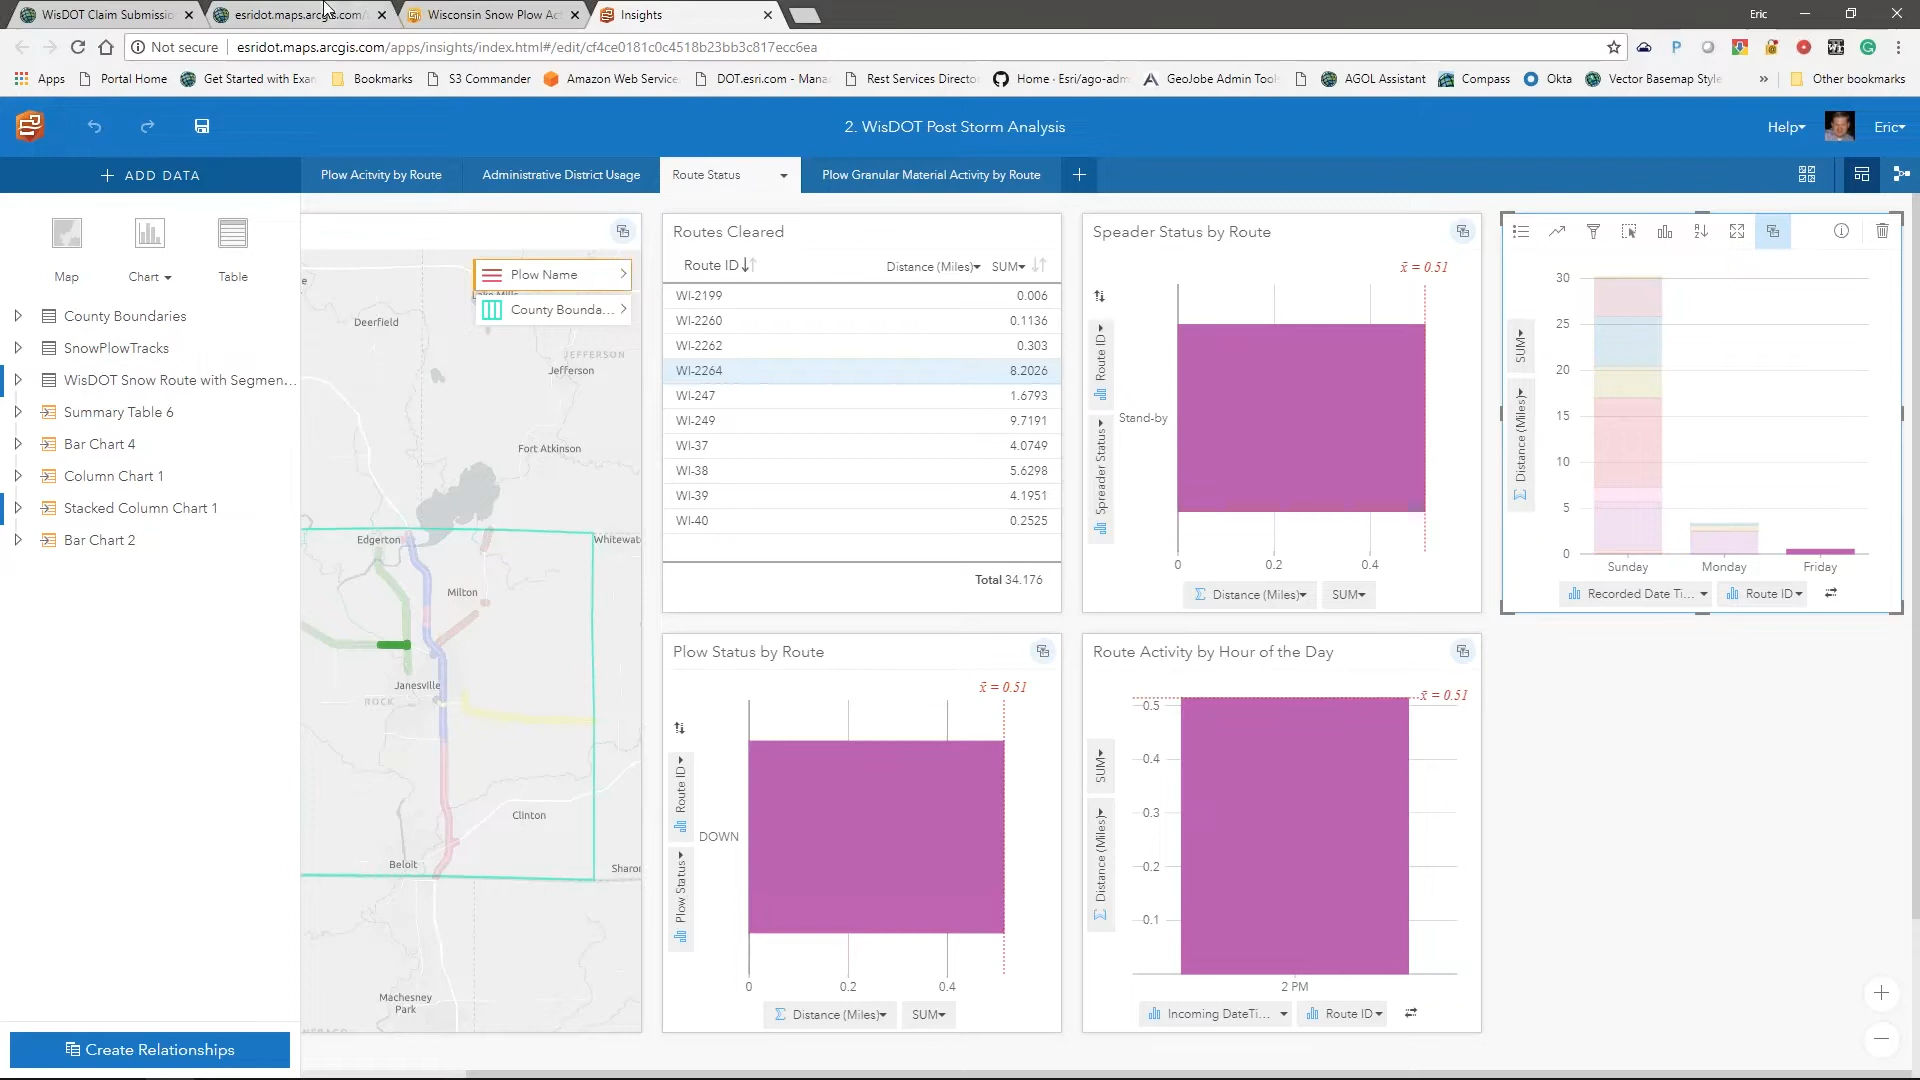 WisDOT Claim Submissio
esridot.maps.arcgis.com/
Wisconsin Snow Plow Act
Insights
Eric
Not secure
esridot.maps.arcgis.com/apps/insights/index.html#/edit/cf4ce0181c0c4518b23bb3c817ecc6ea
Apps
Portal Home
Get Started with Exam
Bookmarks
S3 Commander
Amazon Web Service
DOT.esri.com - Mana
Rest Services Directo
Home · Esri/ago-adm
GeoJobe Admin Tool
AGOL Assistant
Compass
Okta
Vector Basemap Style
»
Other bookmarks
2. WisDOT Post Storm Analysis
Help
Eric
+ ADD DATA
Plow Acitvity by Route
Administrative District Usage
Route Status
Plow Granular Material Activity by Route
+
Map
Chart
Table
County Boundaries
SnowPlowTracks
WisDOT Snow Route with Segmen...
Summary Table 6
Bar Chart 4
Column Chart 1
Stacked Column Chart 1
Bar Chart 2
Create Relationships
Plow Name
County Bounda...
Deerfield
JEFFERSON
Jefferson
Fort Atkinson
Edgerton
Whitewat
Milton
Janesville
ROCK
Clinton
Beloit
Sharon
Machesney
Park
Routes Cleared
Route ID
Distance (Miles)
SUM
WI-2199
0.006
WI-2260
0.1136
WI-2262
0.303
WI-2264
8.2026
WI-247
1.6793
WI-249
9.7191
WI-37
4.0749
WI-38
5.6298
WI-39
4.1951
WI-40
0.2525
Total 34.176
Speader Status by Route
x̄ = 0.51
Route ID
Spreader Status
Stand-by
0
0.2
0.4
Distance (Miles)
SUM
30
25
20
15
10
5
0
SUM
Distance (Miles)
Sunday
Monday
Friday
Recorded Date Ti...
Route ID
Plow Status by Route
x̄ = 0.51
Route ID
Plow Status
DOWN
0
0.2
0.4
Distance (Miles)
SUM
Route Activity by Hour of the Day
x̄ = 0.51
0.5
0.4
0.3
0.2
0.1
SUM
Distance (Miles)
2 PM
Incoming DateTi...
Route ID